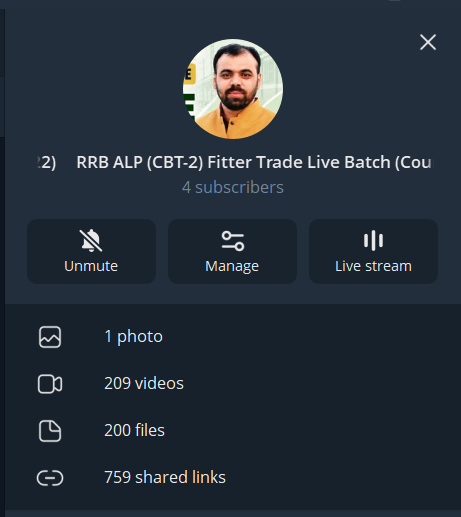 2) RRB ALP (CBT-2) Fitter Trade Live Batch (Cou
4 subscribers
Unmute Manage Live stream
1 photo
209 videos
200 files
759 shared links